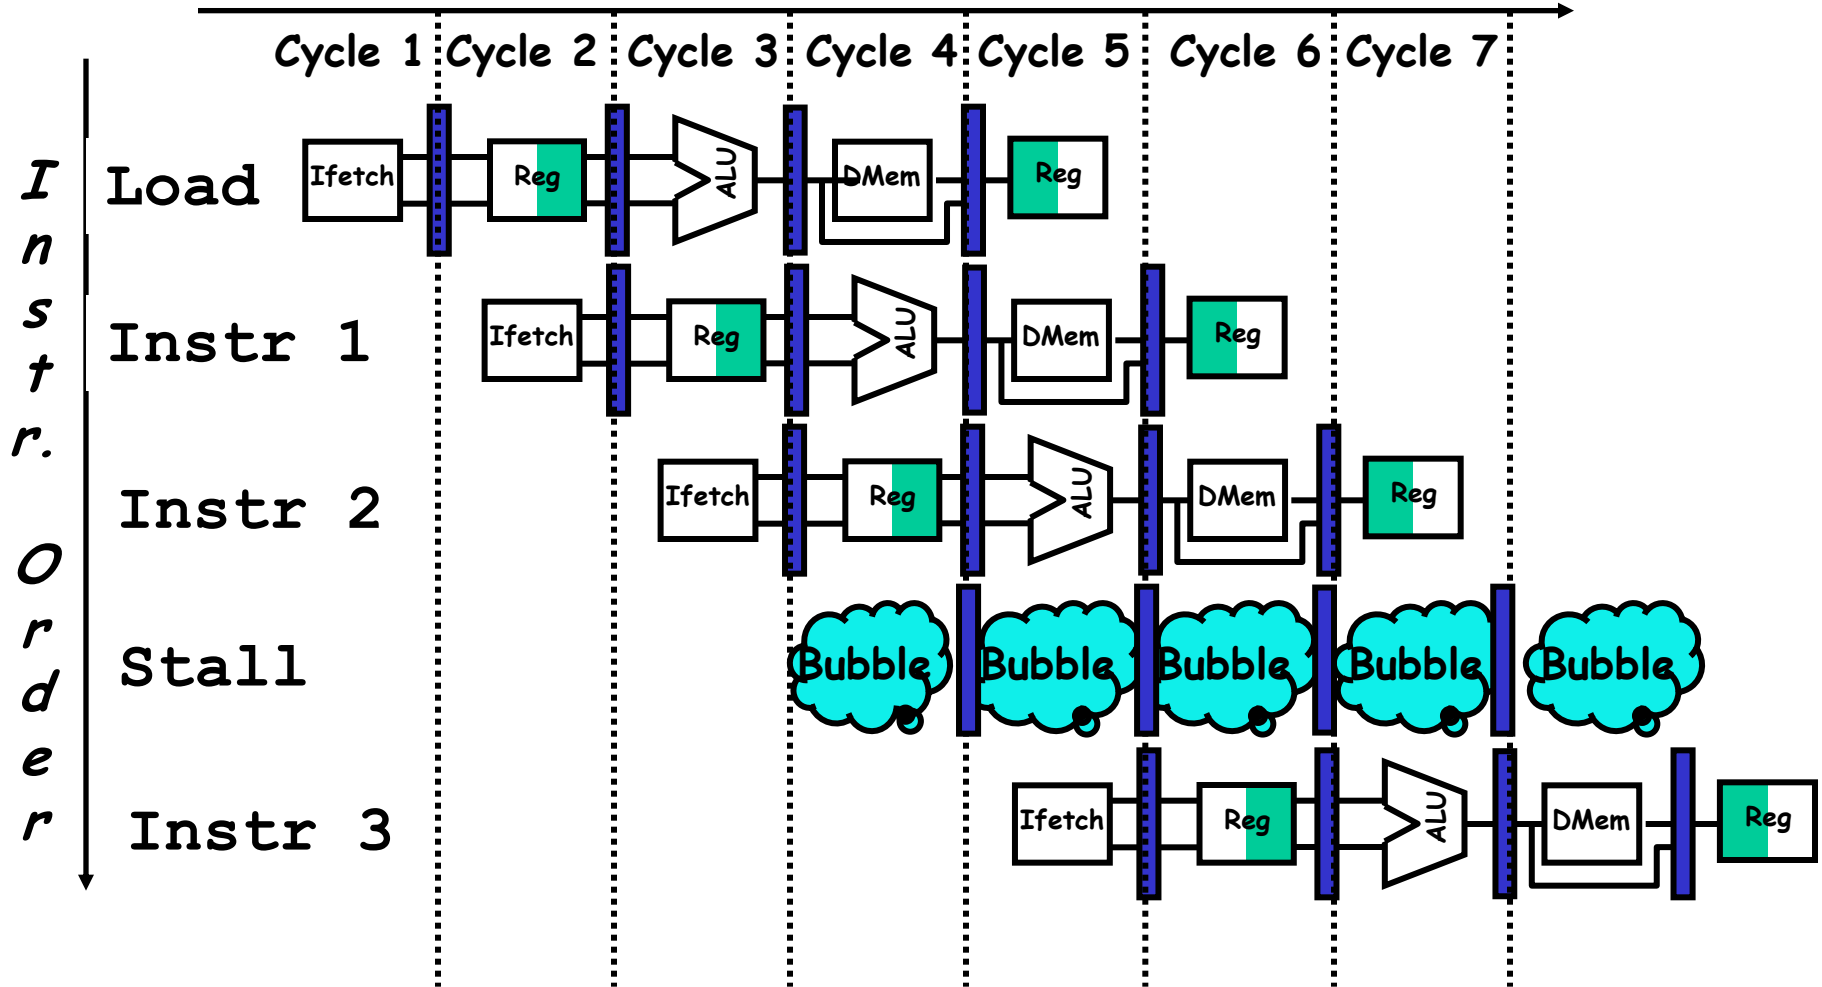 Cycle 1 Cycle 2 Cycle 3 Cycle 4 Cycle 5 Cycle 6 Cycle 7
Instr. Order
Load Ifetch Reg ALU DMem Reg
Instr 1 Ifetch Reg ALU DMem Reg
Instr 2 Ifetch Reg ALU DMem Reg
Stall Bubble Bubble Bubble Bubble Bubble
Instr 3 Ifetch Reg ALU DMem Reg